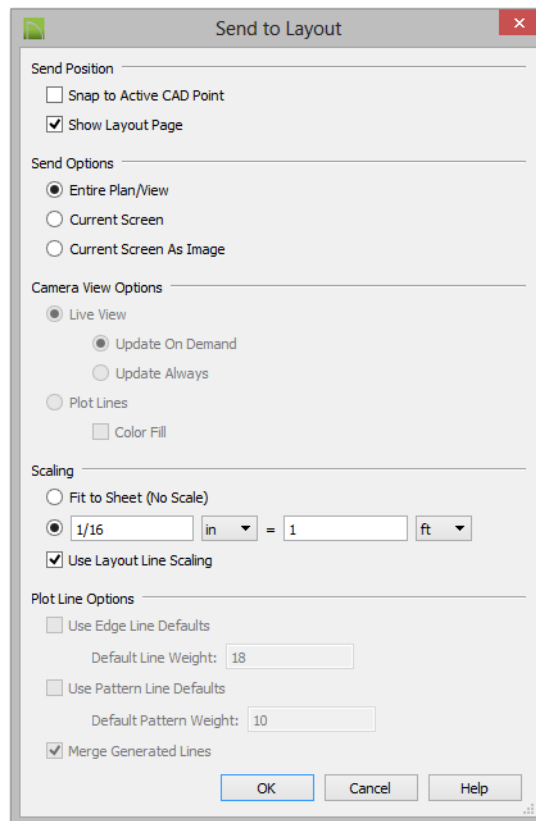 Send to Layout
Send Position
Snap to Active CAD Point
Show Layout Page
Send Options
Entire Plan/View
Current Screen
Current Screen As Image
Camera View Options
Live View
Update On Demand
Update Always
Plot Lines
Color Fill
Scaling
Fit to Sheet (No Scale)
1/16 in = 1 ft
Use Layout Line Scaling
Plot Line Options
Use Edge Line Defaults
Default Line Weight: 18
Use Pattern Line Defaults
Default Pattern Weight: 10
Merge Generated Lines
OK Cancel Help